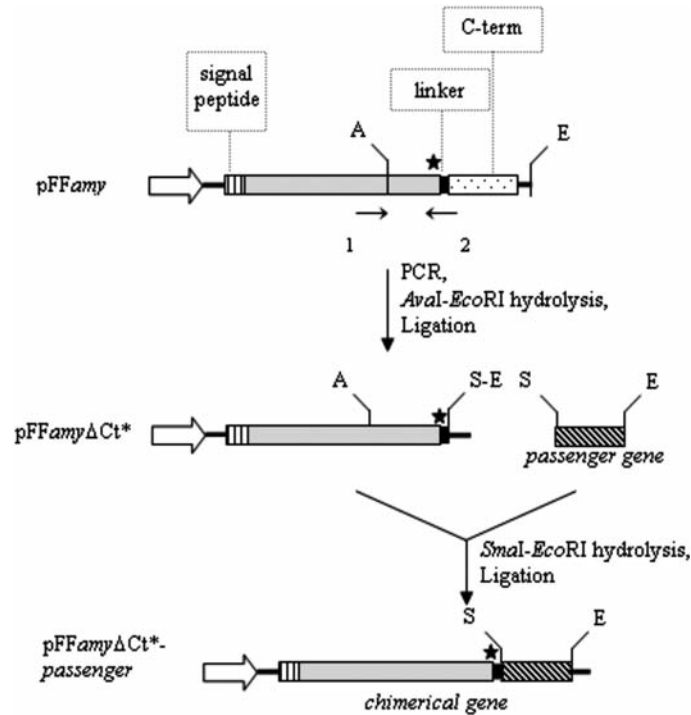 C-term
signal
peptide
linker
A
E
★
pFFamy
1
2
PCR,
AvaI-EcoRI hydrolysis,
Ligation
A
S-E
S
E
★
pFFamyΔCt*
passenger gene
SmaI-EcoRI hydrolysis,
Ligation
S
E
pFFamyΔCt*-
passenger
★
chimerical gene